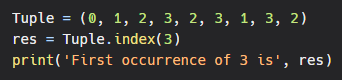 Tuple = (0, 1, 2, 3, 2, 3, 1, 3, 2)
res = Tuple.index(3)
print('First occurrence of 3 is', res)